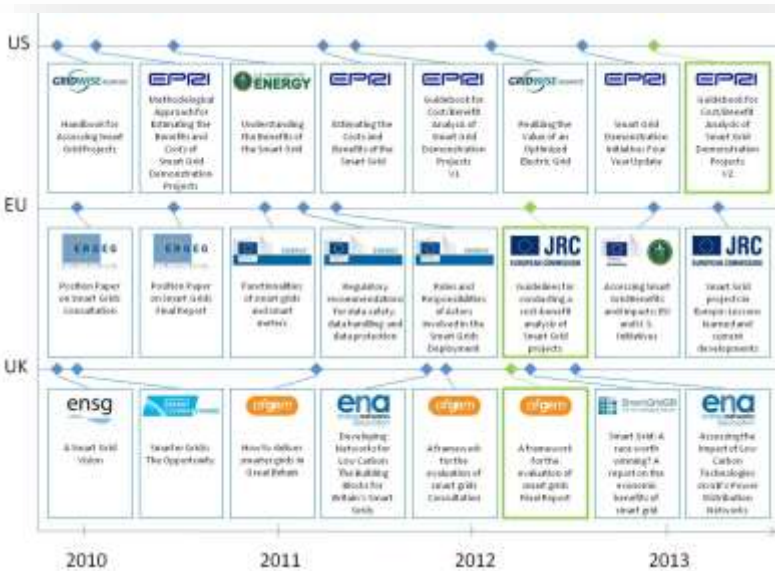 US
GRIDWISE
EPRI
ENERGY
EPRI
EPRI
GRIDWISE
EPRI
EPRI
Handbook for
Assessing Smart
Grid Projects
Methodological
Approach for
Estimating the
Benefits and
Costs of
Smart Grid
Demonstration
Projects
Understanding
the Benefits of
the Smart Grid
Estimating the
Costs and
Benefits of the
Smart Grid
Guidebook for
Cost/Benefit
Analysis of
Smart Grid
Demonstration
Projects
V1
Realizing the
Value of an
Optimized
Electric Grid
Smart Grid
Demonstration
Initiative: Four
Year Update
Guidebook for
Cost/Benefit
Analysis of
Smart Grid
Demonstration
Projects
V2
EU
ERGEG
ERGEG
JRC
EUROPEAN COMMISSION
JRC
EUROPEAN COMMISSION
Position Paper
on Smart Grids
Consultation
Position Paper
on Smart Grids
Final Report
Functionalities
of smart grids
and smart
meters
Regulatory
recommendations
for data safety,
data handling and
data protection
Roles and
Responsibilities
of Actors
Involved in the
Smart Grids
Deployment
Guidelines for
conducting a
cost-benefit
analysis of
Smart Grid
projects
Assessing Smart
Grid Benefits
and Impacts: EU
and U.S.
Initiatives
Smart Grid
projects in
Europe: Lessons
learned and
current
developments
UK
ensg
ofgem
ena
ofgem
ofgem
SmartGridGB
ena
A Smart Grid
Vision
Smarter Grids:
The Opportunity
How to deliver
smarter grids in
Great Britain
Developing
Networks for
Low Carbon
The Building
Blocks for
Britain's Smart
Grids
A framework
for the
evaluation of
smart grids
Consultation
A framework
for the
evaluation of
smart grids
Final Report
Smart Grid: A
race worth
winning? A
report on the
economic
benefits of
smart grid
Assessing the
Impact of Low
Carbon
Technologies
on
Power
Distribution
Networks
2010
2011
2012
2013